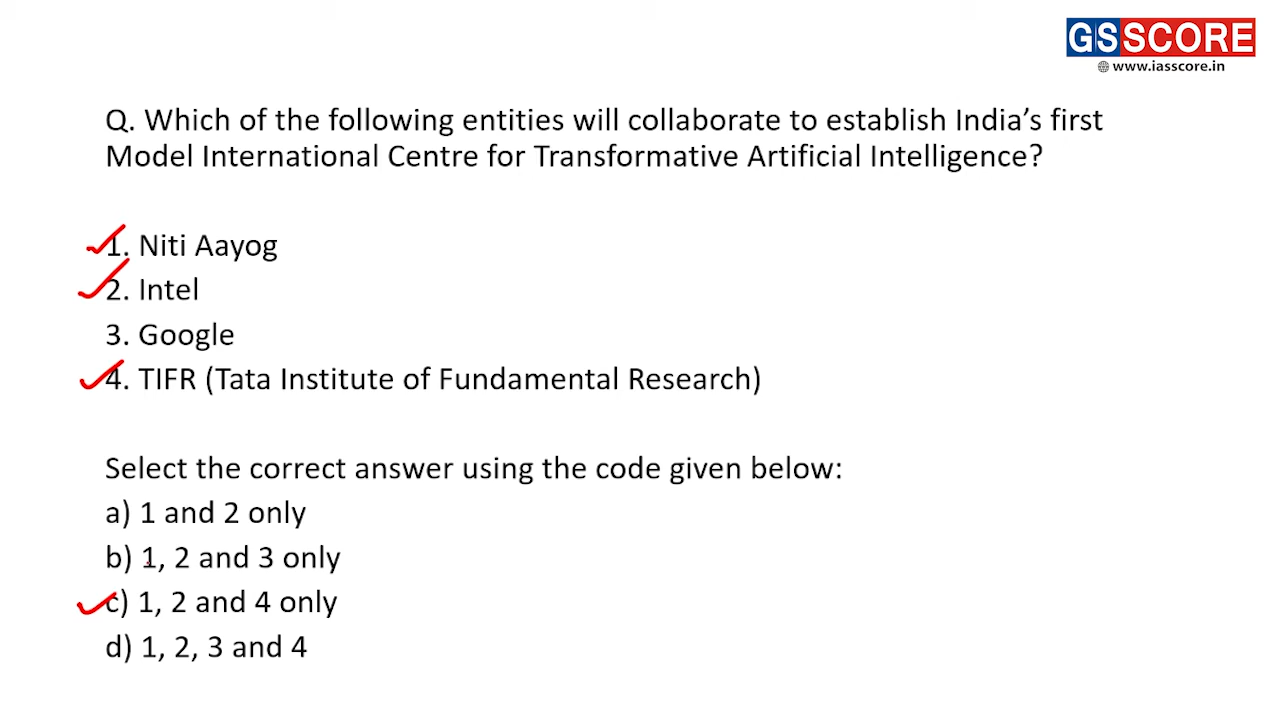 GSSCORE
www.iasscore.in
Q. Which of the following entities will collaborate to establish India’s first
Model International Centre for Transformative Artificial Intelligence?
1. Niti Aayog
2. Intel
3. Google
4. TIFR (Tata Institute of Fundamental Research)
Select the correct answer using the code given below:
a) 1 and 2 only
b) 1, 2 and 3 only
c) 1, 2 and 4 only
d) 1, 2, 3 and 4